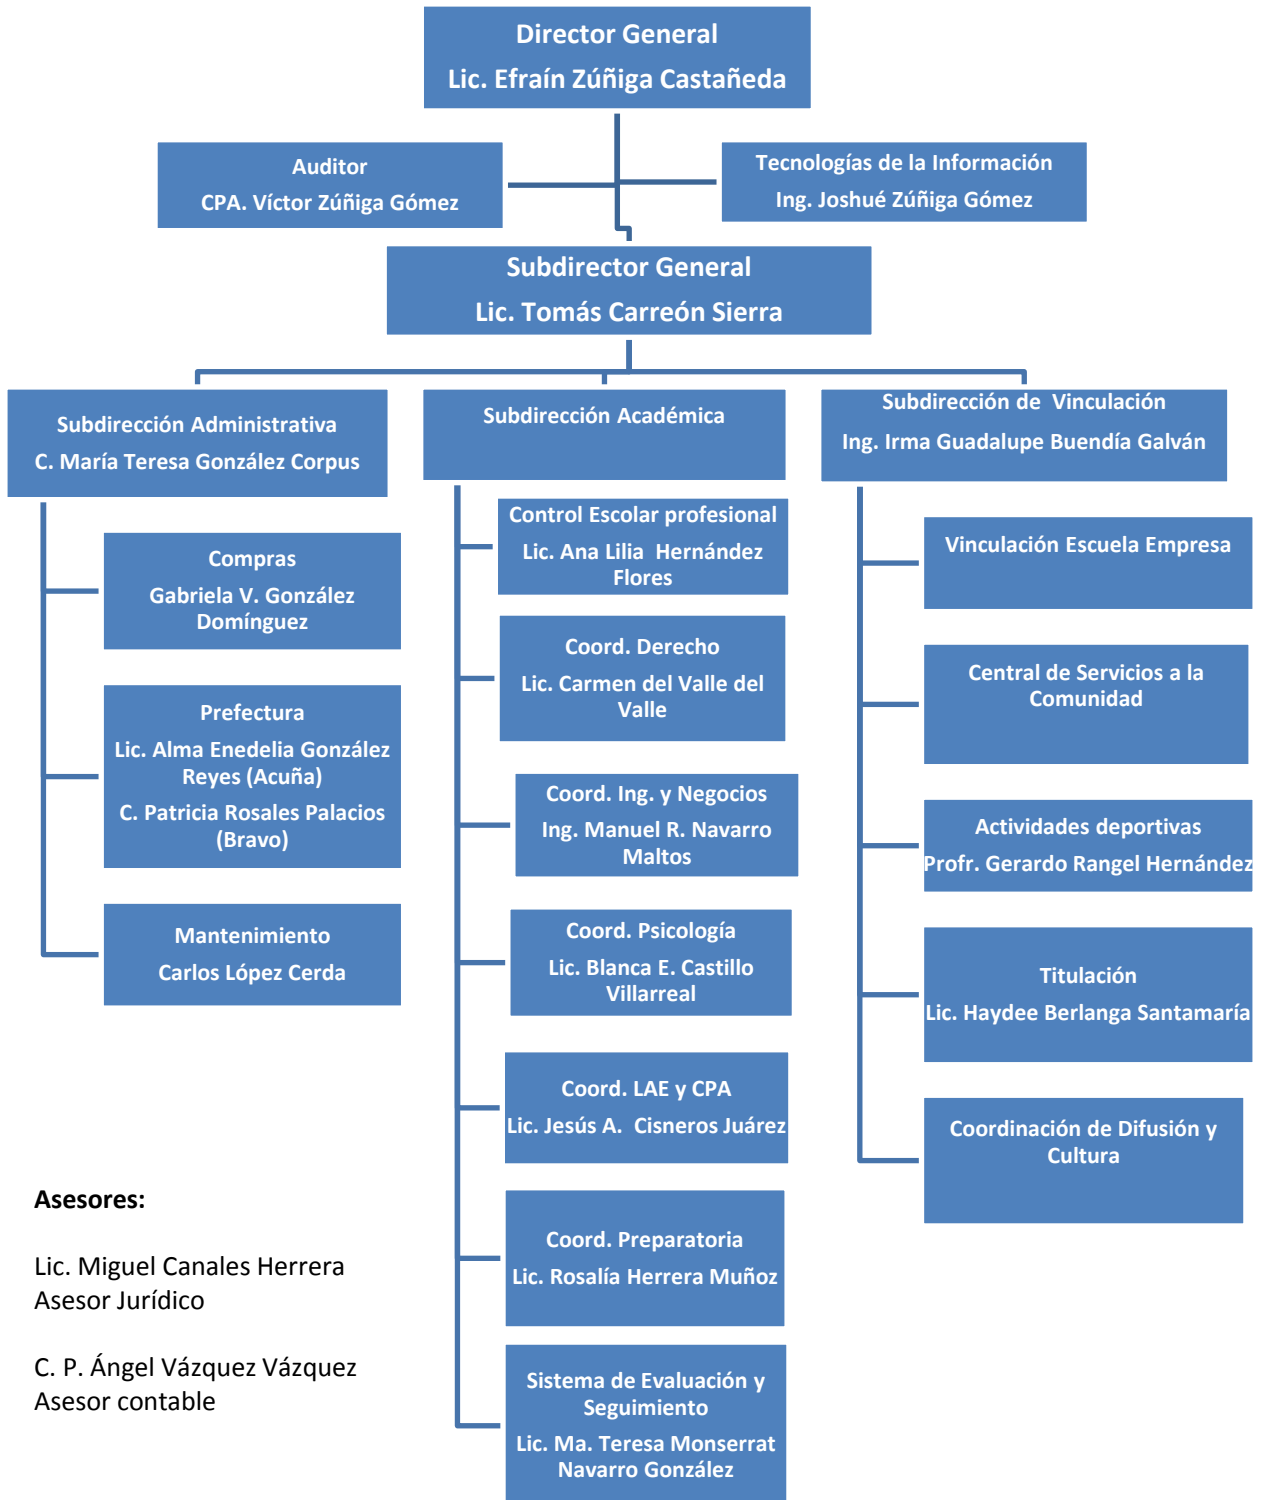 Director General
Lic. Efraín Zúñiga Castañeda
Auditor
CPA. Víctor Zúñiga Gómez
Tecnologías de la Información
Ing. Joshué Zúñiga Gómez
Subdirector General
Lic. Tomás Carreón Sierra
Subdirección Administrativa
C. María Teresa González Corpus
Compras
Gabriela V. González
Domínguez
Prefectura
Lic. Alma Enedelia González
Reyes (Acuña)
C. Patricia Rosales Palacios
(Bravo)
Mantenimiento
Carlos López Cerda
Subdirección Académica
Control Escolar profesional
Lic. Ana Lilia Hernández
Flores
Coord. Derecho
Lic. Carmen del Valle del
Valle
Coord. Ing. y Negocios
Ing. Manuel R. Navarro
Maltos
Coord. Psicología
Lic. Blanca E. Castillo
Villarreal
Coord. LAE y CPA
Lic. Jesús A. Cisneros Juárez
Coord. Preparatoria
Lic. Rosalía Herrera Muñoz
Sistema de Evaluación y
Seguimiento
Lic. Ma. Teresa Monserrat
Navarro González
Subdirección de Vinculación
Ing. Irma Guadalupe Buendía Galván
Vinculación Escuela Empresa
Central de Servicios a la
Comunidad
Actividades deportivas
Profr. Gerardo Rangel Hernández
Titulación
Lic. Haydee Berlanga Santamaría
Coordinación de Difusión y
Cultura
Asesores:
Lic. Miguel Canales Herrera
Asesor Jurídico
C. P. Ángel Vázquez Vázquez
Asesor contable